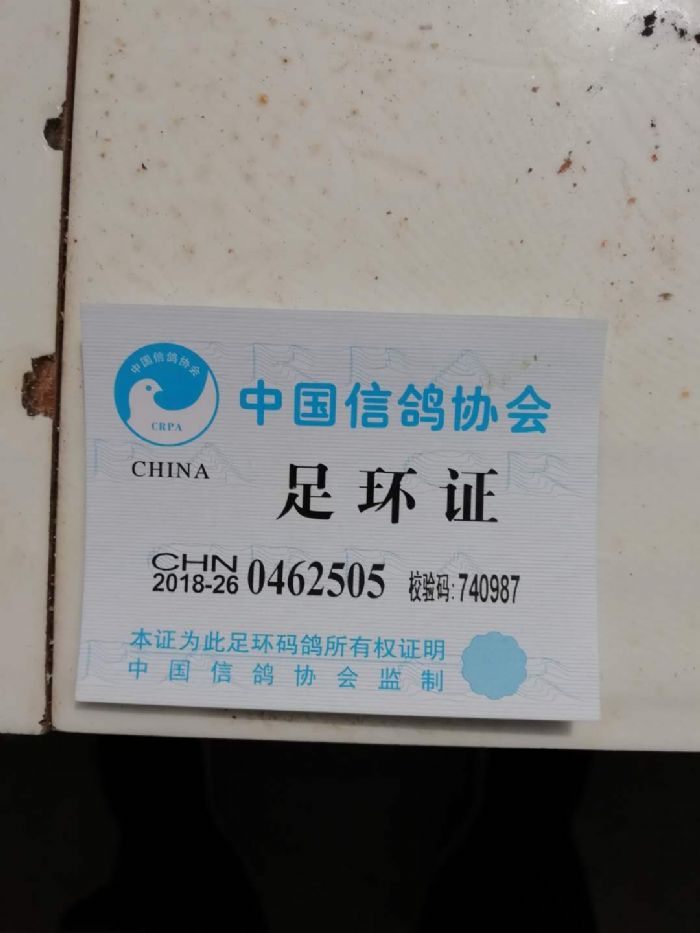 中国信鸽协会
CRPA
CHINA
中国信鸽协会
足环证
CHN
2018-26 0462505 校验码:740987
本证为此足环码鸽所有权证明
中国信鸽协会监制